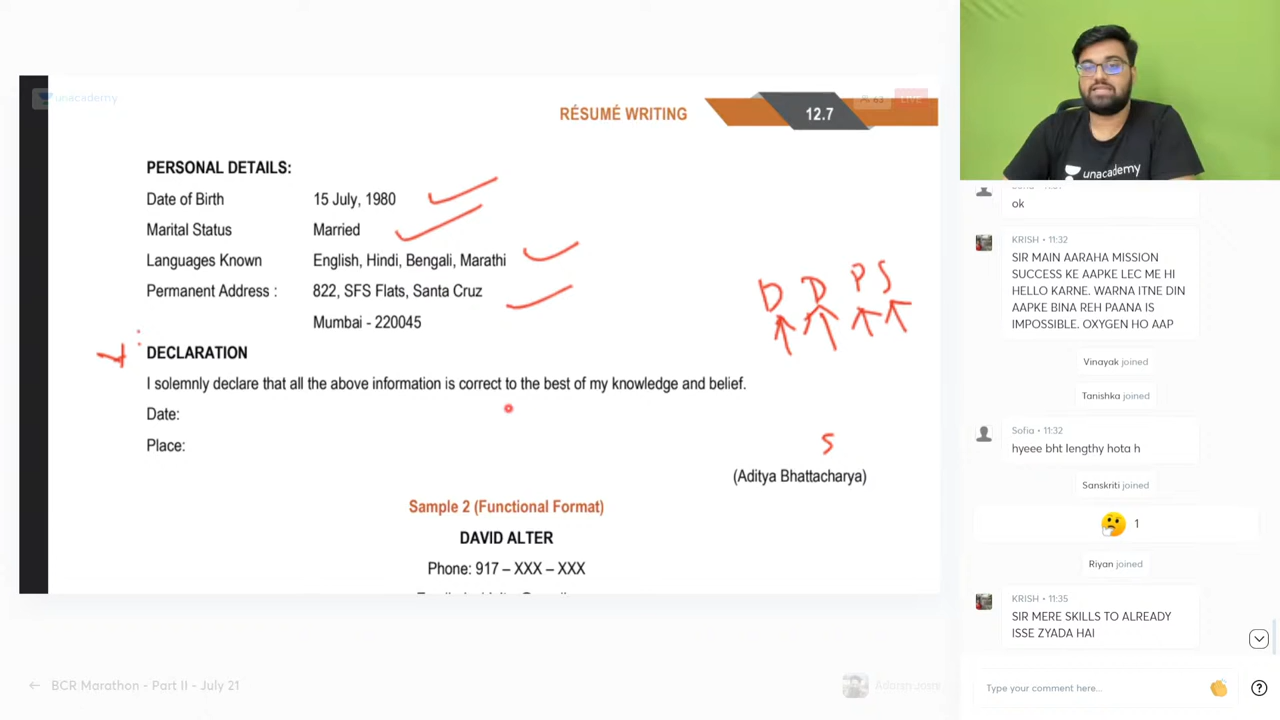 unacademy
63 LIVE
RÉSUMÉ WRITING 12.7
PERSONAL DETAILS:
Date of Birth 15 July, 1980
Marital Status Married
Languages Known English, Hindi, Bengali, Marathi
Permanent Address : 822, SFS Flats, Santa Cruz
Mumbai - 220045
D D P S
DECLARATION
I solemnly declare that all the above information is correct to the best of my knowledge and belief.
Date:
Place:
S
(Aditya Bhattacharya)
Sample 2 (Functional Format)
DAVID ALTER
Phone: 917 – XXX – XXX
BCR Marathon - Part II - July 21
Adarsh Joshi
unacademy
ok
KRISH • 11:32
SIR MAIN AARAHA MISSION
SUCCESS KE AAPKE LEC ME HI
HELLO KARNE. WARNA ITNE DIN
AAPKE BINA REH PAANA IS
IMPOSSIBLE. OXYGEN HO AAP
Vinayak joined
Tanishka joined
Sofia • 11:32
hyeee bht lengthy hota h
Sanskriti joined
1
Riyan joined
KRISH • 11:35
SIR MERE SKILLS TO ALREADY
ISSE ZYADA HAI
Type your comment here...